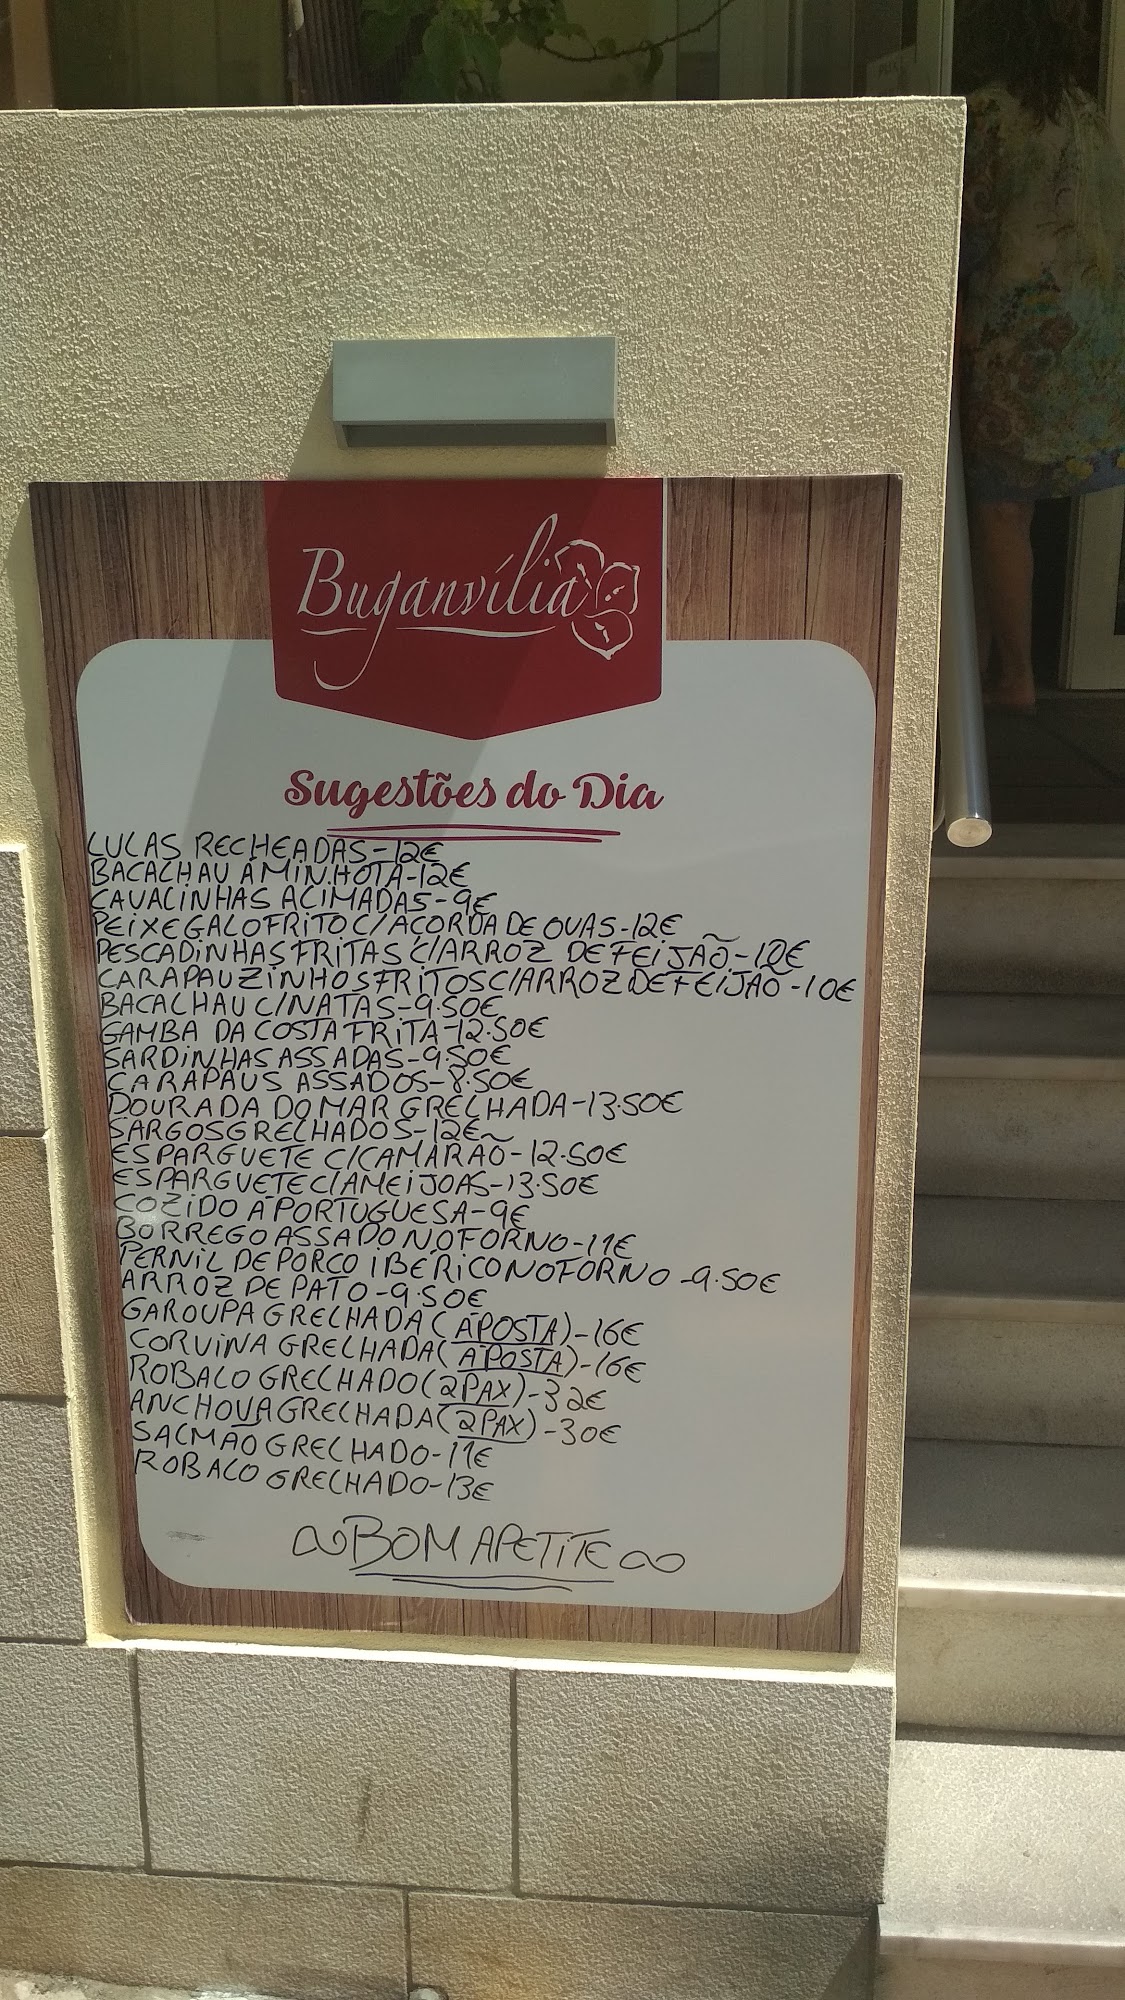 Buganvília
Sugestões do Dia
LULAS RECHEADAS-12€
BACALHAU Á MINHOTA-12€
CAVALINHAS ALIMADAS-9€
PEIXE GALO FRITO C/AÇORDA DE OVAS-12€
PESCADINHAS FRITAS C/ARROZ DE FEIJÃO-12€
CARAPAUZINHOS FRITOS C/ARROZ DE FEIJÃO-10€
BACALHAU C/NATAS-9.50€
GAMBA DA COSTA FRITA-12.50€
SARDINHAS ASSADAS-9.50€
CARAPAUS ASSADOS-8.50€
DOURADA DO MAR GRELHADA-13.50€
SARGOS GRELHADOS-12€
ESPARGUETE C/CAMARÃO-12.50€
ESPARGUETE C/AMEIJOAS-13.50€
COZIDO Á PORTUGUESA-9€
BORREGO ASSADO NO FORNO-11€
PERNIL DE PORCO IBÉRICO NO FORNO-9.50€
ARROZ DE PATO-9.50€
GAROUPA GRELHADA (ÁPOSTA)-16€
CORVINA GRELHADA (ÁPOSTA)-16€
ROBALO GRELHADO (2PAX)-32€
ANCHOVA GRELHADA (2PAX)-30€
SALMÃO GRELHADO-11€
ROBALO GRELHADO-13€
BOM APETITE